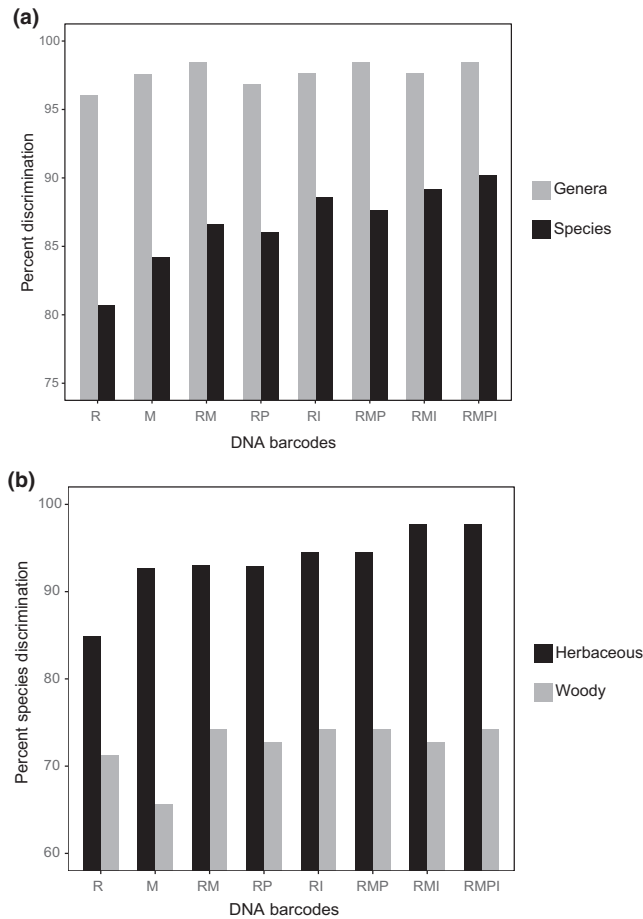 (a)
Percent discrimination
100
95
90
85
80
75
R M RM RP RI RMP RMI RMPI
DNA barcodes
Genera
Species
(b)
Percent species discrimination
100
90
80
70
60
R M RM RP RI RMP RMI RMPI
DNA barcodes
Herbaceous
Woody